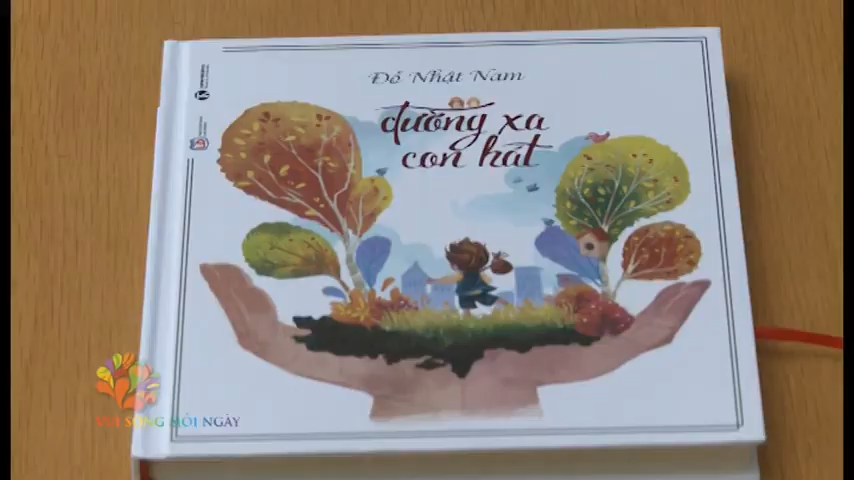 Đỗ Nhật Nam
đường xa
con hát
VUI SỐNG MỖI NGÀY